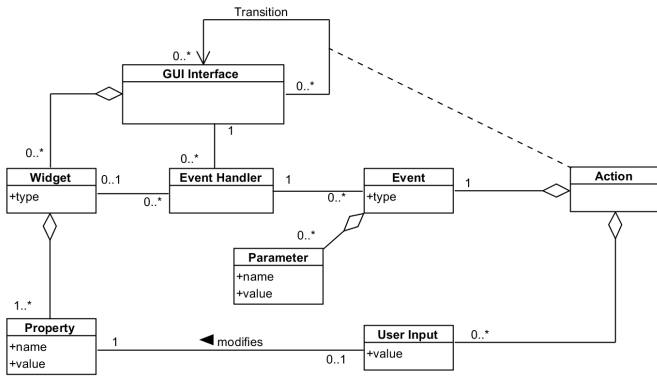 Transition
0..*
GUI Interface
0..*
0..*
1
0..*
Widget
+type
0..1
0..*
Event Handler
1
0..*
Event
+type
1
Action
0..*
Parameter
+name
+value
1..*
Property
+name
+value
1
modifies
0..1
User Input
+value
0..*